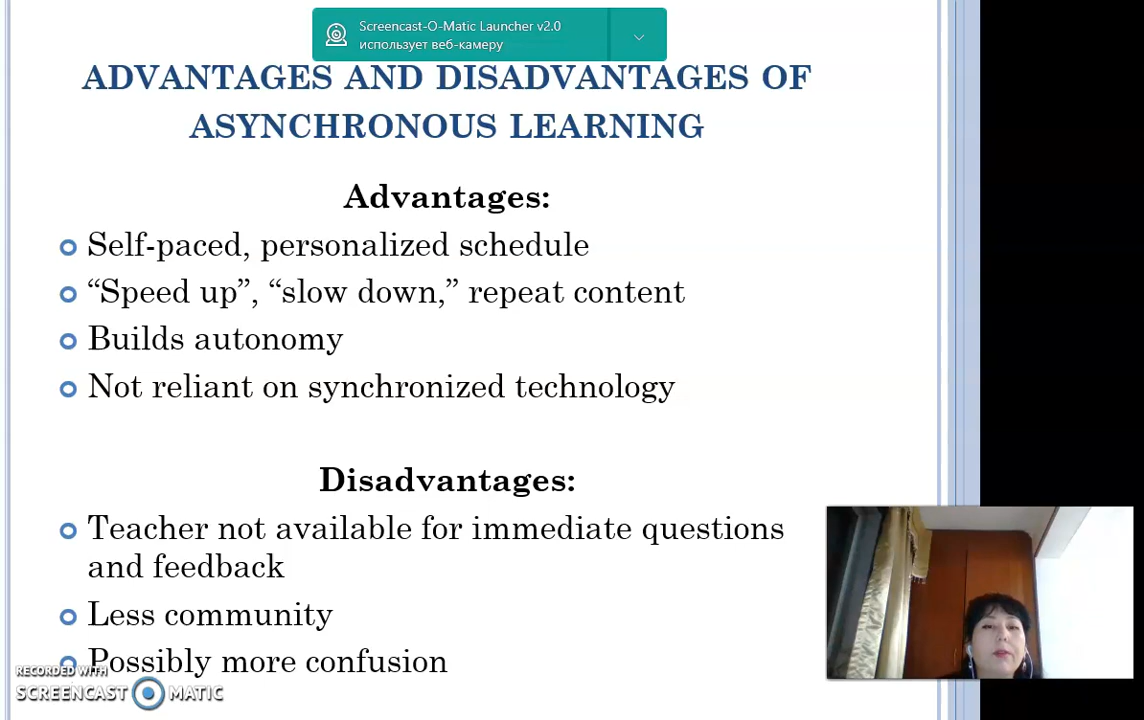 Screencast-O-Matic Launcher v2.0
использует веб-камеру
ADVANTAGES AND DISADVANTAGES OF
ASYNCHRONOUS LEARNING
Advantages:
Self-paced, personalized schedule
“Speed up”, “slow down,” repeat content
Builds autonomy
Not reliant on synchronized technology
Disadvantages:
Teacher not available for immediate questions
and feedback
Less community
Possibly more confusion
RECORDED WITH
SCREENCAST MATIC